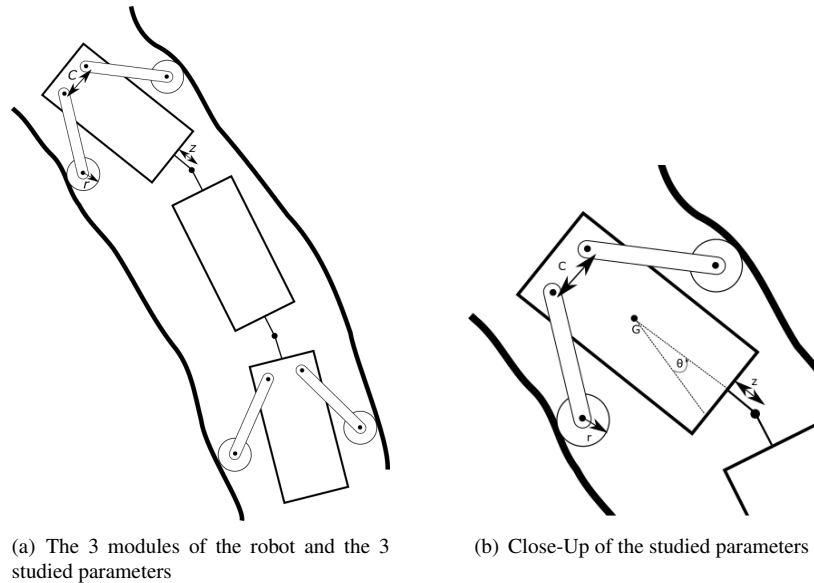 C
z
r
C
G
θ'
z
r
(a) The 3 modules of the robot and the 3
studied parameters
(b) Close-Up of the studied parameters